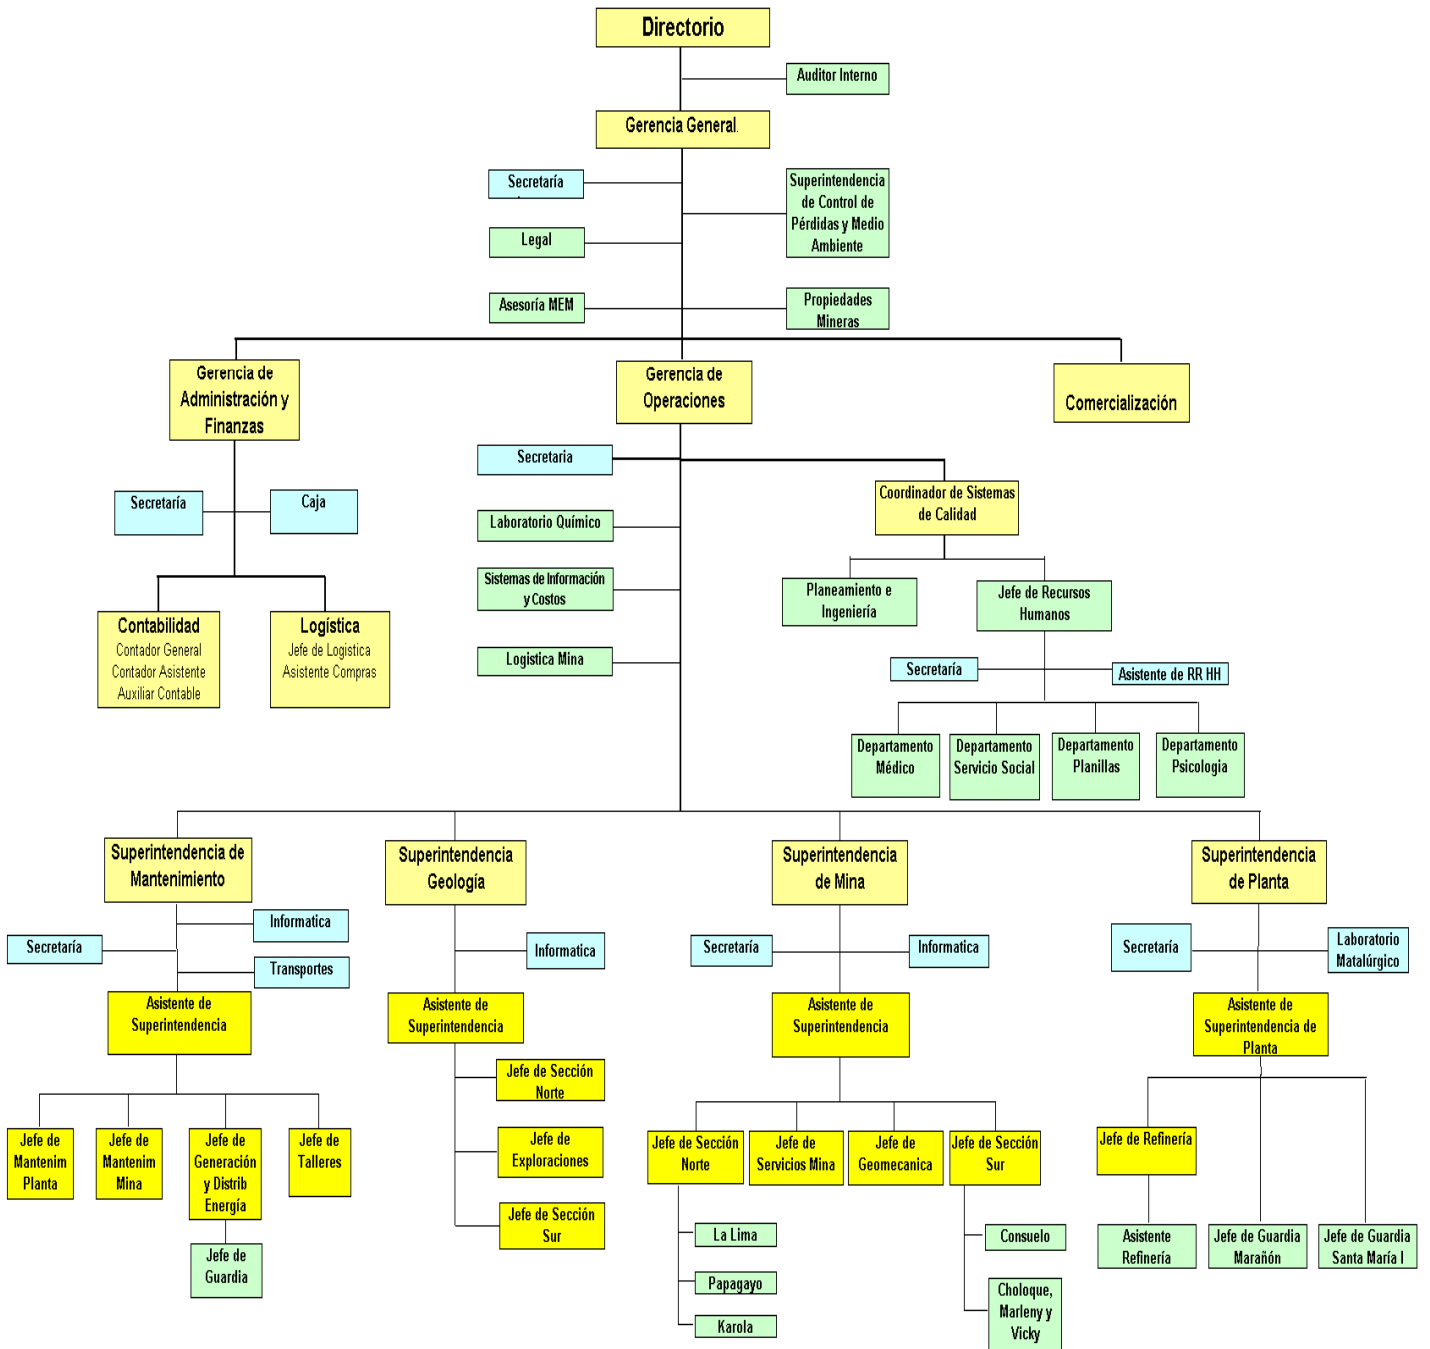 Directorio
Auditor Interno
Gerencia General.
Secretaría
Superintendencia
de Control de
Pérdidas y Medio
Ambiente
Legal
Asesoría MEM
Propiedades
Mineras
Gerencia de
Administración y
Finanzas
Gerencia de
Operaciones
Comercialización
Secretaría
Caja
Contabilidad
Contador General
Contador Asistente
Auxiliar Contable
Logística
Jefe de Logistica
Asistente Compras
Secretaria
Laboratorio Químico
Sistemas de Información
y Costos
Logistica Mina
Coordinador de Sistemas
de Calidad
Planeamiento e
Ingeniería
Jefe de Recursos
Humanos
Secretaría
Asistente de RR HH
Departamento
Médico
Departamento
Servicio Social
Departamento
Planillas
Departamento
Psicologia
Superintendencia de
Mantenimiento
Informatica
Secretaría
Transportes
Asistente de
Superintendencia
Jefe de
Mantenim
Planta
Jefe de
Mantenim
Mina
Jefe de
Generación
y Distrib
Energía
Jefe de
Talleres
Jefe de
Guardia
Superintendencia
Geología
Informatica
Asistente de
Superintendencia
Jefe de Sección
Norte
Jefe de
Exploraciones
Jefe de Sección
Sur
Superintendencia
de Mina
Secretaría
Informatica
Asistente de
Superintendencia
Jefe de Sección
Norte
Jefe de
Servicios Mina
Jefe de
Geomecanica
Jefe de Sección
Sur
La Lima
Papagayo
Karola
Consuelo
Choloque,
Marleny y
Vicky
Superintendencia
de Planta
Secretaría
Laboratorio
Matalúrgico
Asistente de
Superintendencia de
Planta
Jefe de Refinería
Asistente
Refinería
Jefe de Guardia
Marañón
Jefe de Guardia
Santa María I